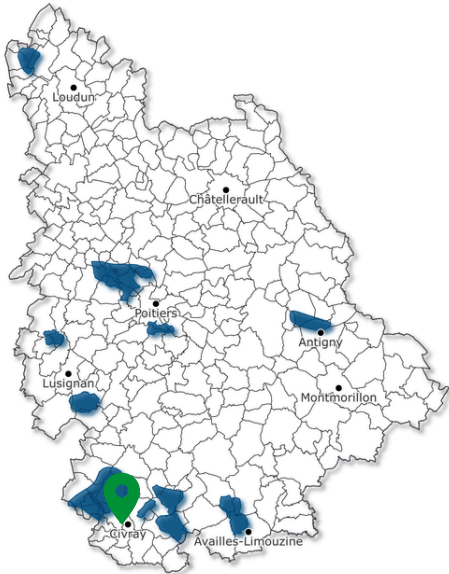 Loudun
Châtellerault
Poitiers
Antigny
Lusignan
Montmorillon
Civray
Availles-Limouzine